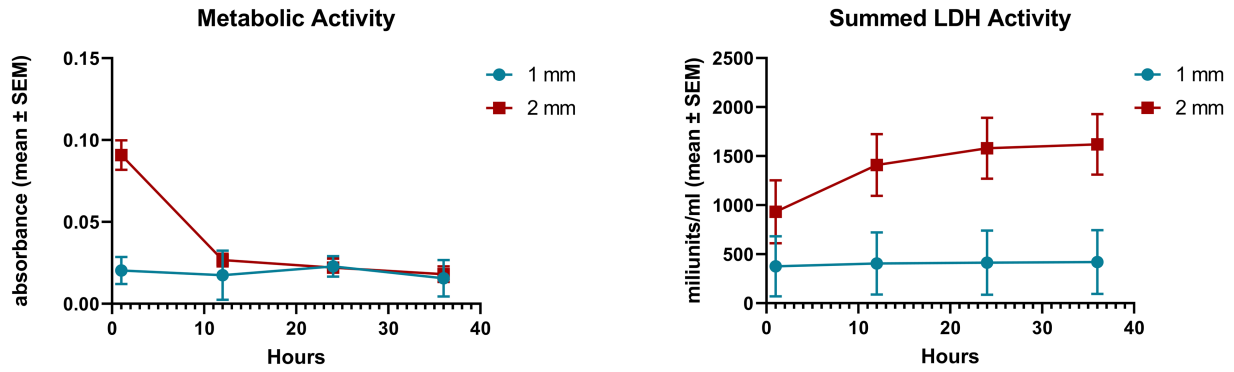 Metabolic Activity
absorbance (mean ± SEM)
0.15
0.10
0.05
0.00
0 10 20 30 40
Hours
1 mm
2 mm
Summed LDH Activity
miliunits/ml (mean ± SEM)
2500
2000
1500
1000
500
0
0 10 20 30 40
Hours
1 mm
2 mm